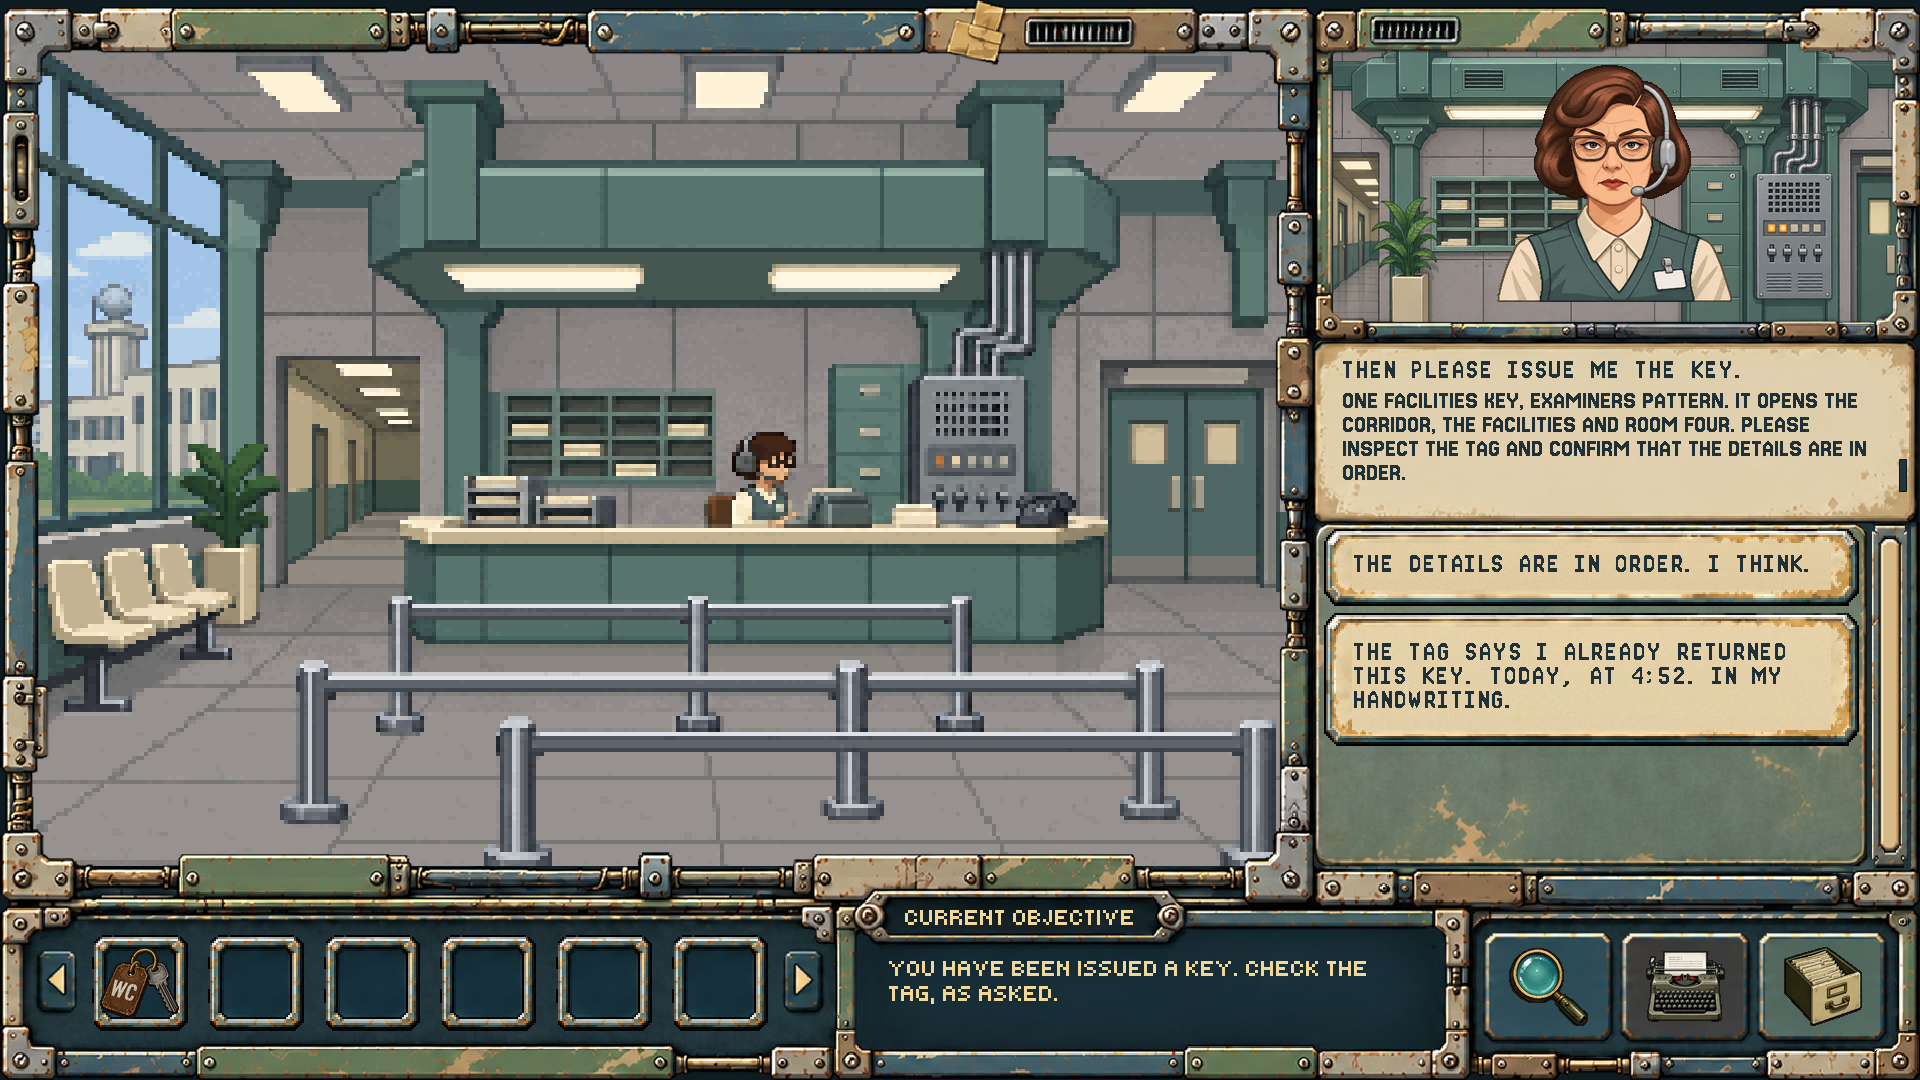 THEN PLEASE ISSUE ME THE KEY.
ONE FACILITIES KEY, EXAMINERS PATTERN. IT OPENS THE
CORRIDOR, THE FACILITIES AND ROOM FOUR. PLEASE
INSPECT THE TAG AND CONFIRM THAT THE DETAILS ARE IN
ORDER.
THE DETAILS ARE IN ORDER. I THINK.
THE TAG SAYS I ALREADY RETURNED
THIS KEY. TODAY, AT 4:52. IN MY
HANDWRITING.
WC
CURRENT OBJECTIVE
YOU HAVE BEEN ISSUED A KEY. CHECK THE
TAG, AS ASKED.